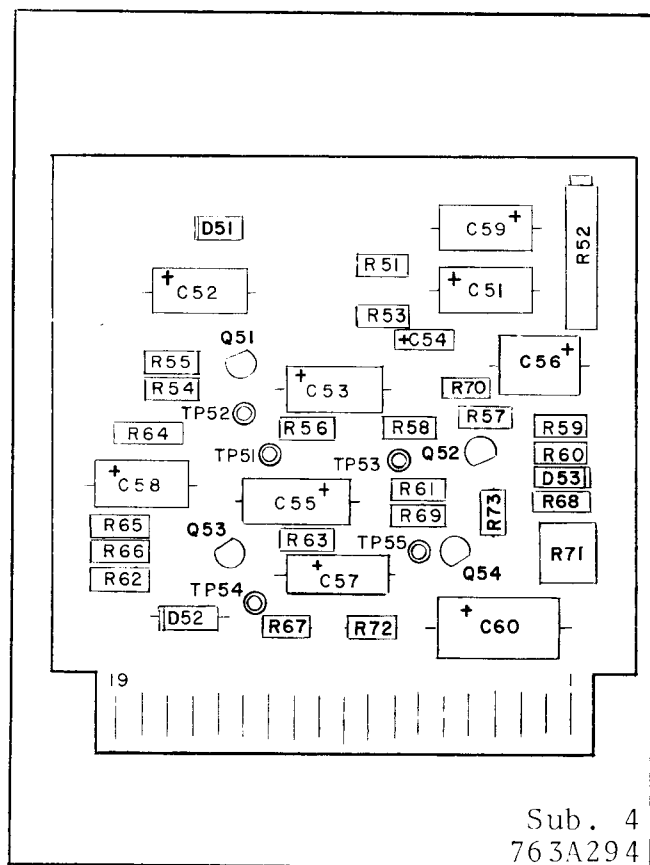 D51
C59
+
R52
R51
+
C52
+
C51
R53
+C54
Q51
C56
+
R55
R54
+
C53
R70
TP52
R57
R56
R58
R59
R64
TP51
TP53
Q52
R60
+
C58
D53
R61
+
C55
R68
R73
R65
R69
Q53
R63
TP55
R66
R71
+
C57
Q54
R62
TP54
D52
R67
R72
+
C60
19
1
Sub. 4
763A294